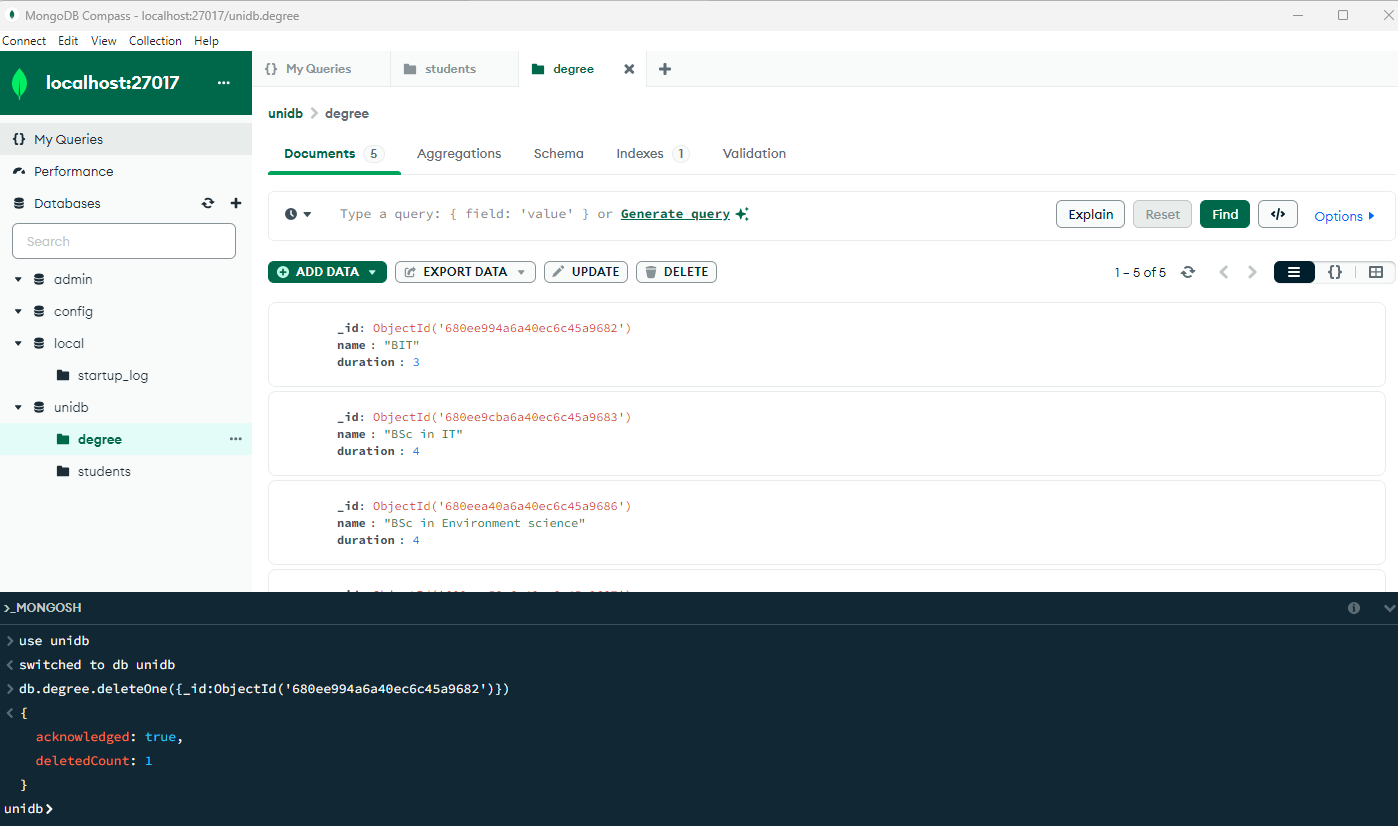 MongoDB Compass - localhost:27017/unidb.degree
Connect Edit View Collection Help
localhost:27017 ...
{} My Queries
students
degree
unidb > degree
My Queries
Performance
Databases
Search
admin
config
local
startup_log
unidb
degree ...
students
Documents 5 Aggregations Schema Indexes 1 Validation
Type a query: { field: 'value' } or Generate query
Explain Reset Find </> Options
ADD DATA EXPORT DATA UPDATE DELETE
1 – 5 of 5
_id: ObjectId('680ee994a6a40ec6c45a9682')
name : "BIT"
duration : 3
_id: ObjectId('680ee9cba6a40ec6c45a9683')
name : "BSc in IT"
duration : 4
_id: ObjectId('680eea40a6a40ec6c45a9686')
name : "BSc in Environment science"
duration : 4
>_MONGOSH
> use unidb
< switched to db unidb
> db.degree.deleteOne({_id:ObjectId('680ee994a6a40ec6c45a9682')})
< {
acknowledged: true,
deletedCount: 1
}
unidb>